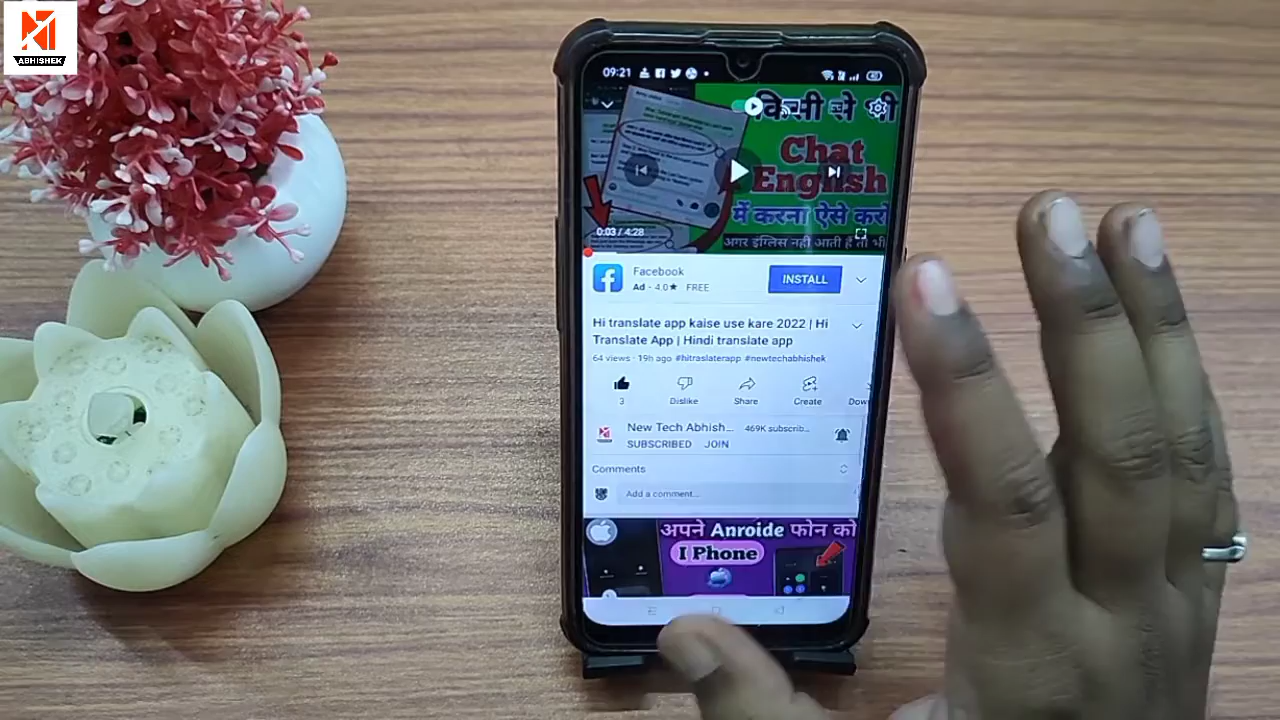 ABHISHEK
09:21
किसी से भी
Chat
English
में करना ऐसे करो
0:03 / 4:28
अगर इंग्लिस नहीं आती है तो भी
Facebook
Ad · 4.0★ FREE
INSTALL
Hi translate app kaise use kare 2022 | Hi
Translate App | Hindi translate app
64 views · 19h ago #hitraslaterapp #newtechabhishek
3
Dislike
Share
Create
Dow
New Tech Abhish... 469K subscrib...
SUBSCRIBED JOIN
Comments
Add a comment...
अपने Anroide फोन को
I Phone